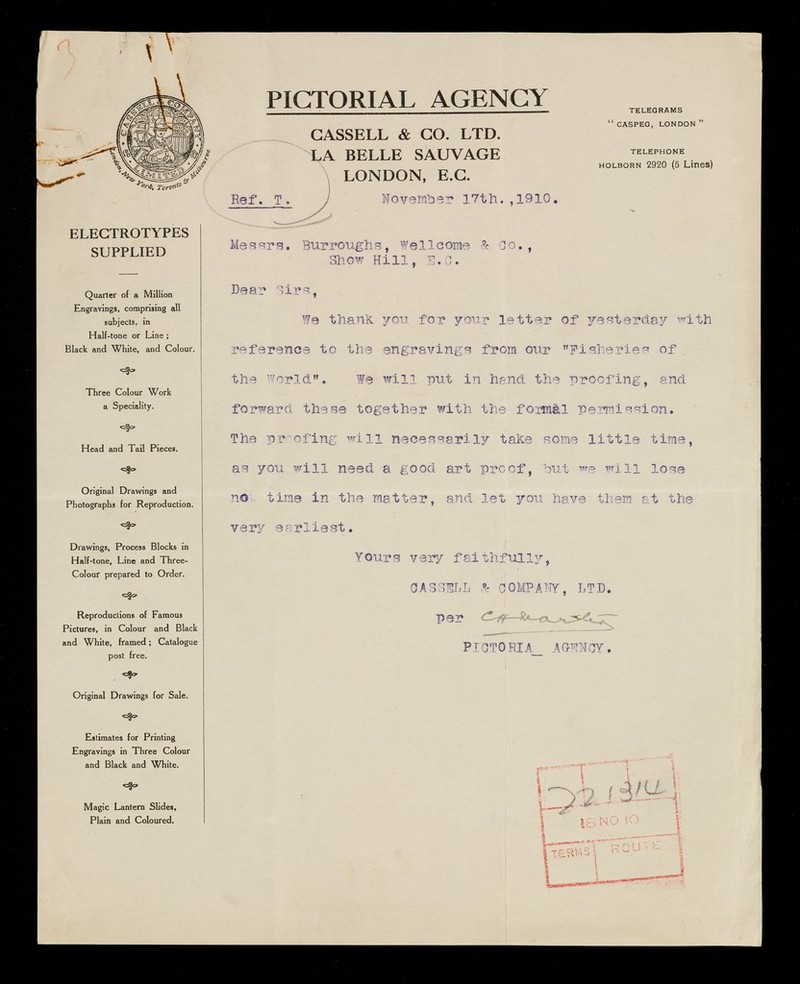 3
CASSELL & COMPANY
LIMITED
London, New York, Toronto & Melbourne
PICTORIAL AGENCY
CASSELL & CO. LTD.
LA BELLE SAUVAGE
LONDON, E.C.
TELEGRAMS
"CASPEG, LONDON"
TELEPHONE
HOLBORN 2920 (5 Lines)
Ref. T. November 17th.,1910.
ELECTROTYPES
SUPPLIED
Quarter of a Million
Engravings, comprising all
subjects, in
Half-tone or Line;
Black and White, and Colour.
Three Colour Work
a Speciality.
Head and Tail Pieces.
Original Drawings and
Photographs for Reproduction.
Drawings, Process Blocks in
Half-tone, Line and Three-
Colour prepared to Order.
Reproductions of Famous
Pictures, in Colour and Black
and White, framed; Catalogue
post free.
Original Drawings for Sale.
Estimates for Printing
Engravings in Three Colour
and Black and White.
Magic Lantern Slides,
Plain and Coloured.
Messrs. Burroughs, Wellcome & Co.,
Show Hill, E.C.
Dear Sirs,
We thank you for your letter of yesterday with
reference to the engravings from our "Fisheries of
the World". We will put in hand the proofing, and
forward these together with the formal permission.
The proofing will necessarily take some little time,
as you will need a good art proof, but we will lose
no time in the matter, and let you have them at the
very earliest.
Yours very faithfully,
CASSELL & COMPANY, LTD.
per
PICTORIA_ AGENCY.
221314
18 NO 10
TERMS ROUTE